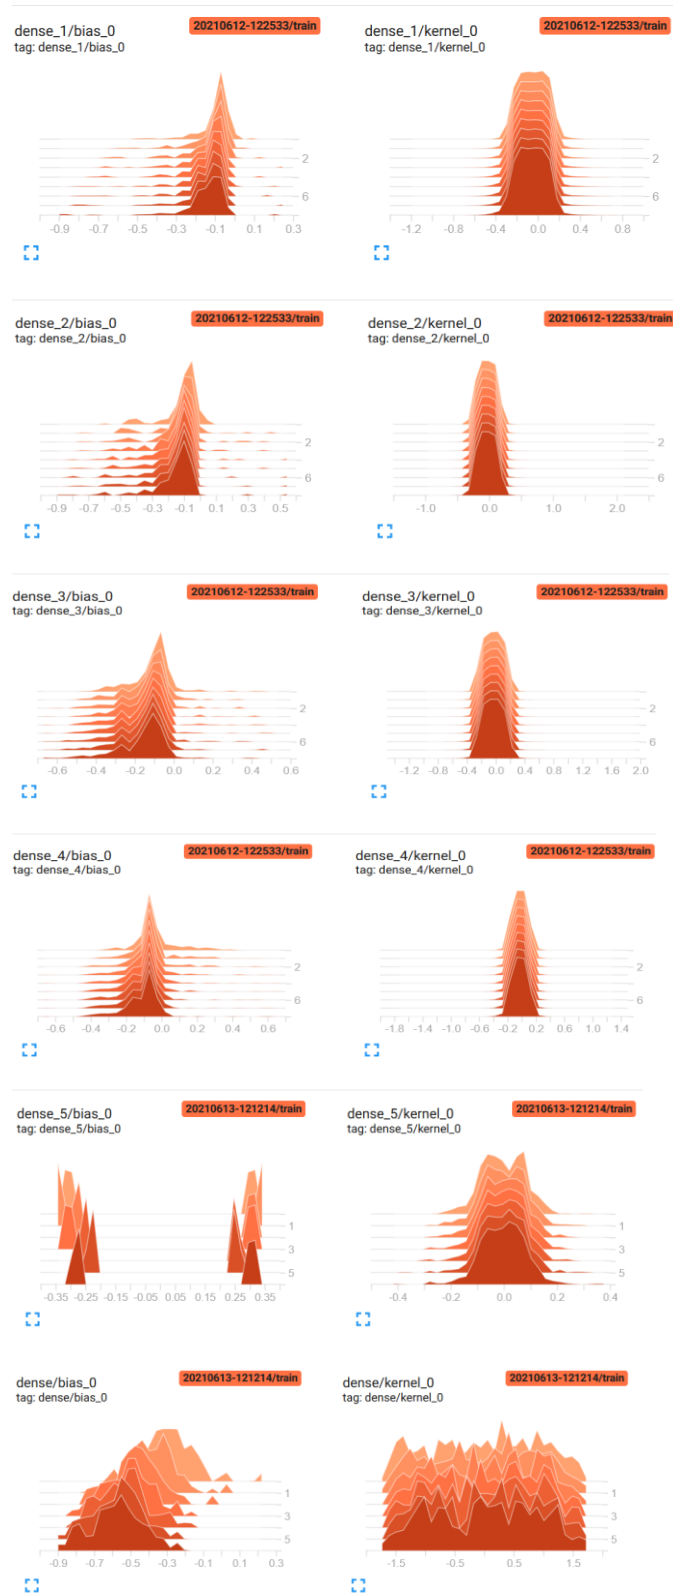 dense_1/bias_0
20210612-122533/train
tag: dense_1/bias_0
2
6
-0.9 -0.7 -0.5 -0.3 -0.1 0.1 0.3
dense_1/kernel_0
20210612-122533/train
tag: dense_1/kernel_0
2
6
-1.2 -0.8 -0.4 0.0 0.4 0.8
dense_2/bias_0
20210612-122533/train
tag: dense_2/bias_0
2
6
-0.9 -0.7 -0.5 -0.3 -0.1 0.1 0.3 0.5
dense_2/kernel_0
20210612-122533/train
tag: dense_2/kernel_0
2
6
-1.0 0.0 1.0 2.0
dense_3/bias_0
20210612-122533/train
tag: dense_3/bias_0
2
6
-0.6 -0.4 -0.2 0.0 0.2 0.4 0.6
dense_3/kernel_0
20210612-122533/train
tag: dense_3/kernel_0
2
6
-1.2 -0.8 -0.4 0.0 0.4 0.8 1.2 1.6 2.0
dense_4/bias_0
20210612-122533/train
tag: dense_4/bias_0
2
6
-0.6 -0.4 -0.2 0.0 0.2 0.4 0.6
dense_4/kernel_0
20210612-122533/train
tag: dense_4/kernel_0
2
6
-1.8 -1.4 -1.0 -0.6 -0.2 0.2 0.6 1.0 1.4
dense_5/bias_0
20210613-121214/train
tag: dense_5/bias_0
1
3
5
-0.35 -0.25 -0.15 -0.05 0.05 0.15 0.25 0.35
dense_5/kernel_0
20210613-121214/train
tag: dense_5/kernel_0
1
3
5
-0.4 -0.2 0.0 0.2 0.4
dense/bias_0
20210613-121214/train
tag: dense/bias_0
1
3
5
-0.9 -0.7 -0.5 -0.3 -0.1 0.1 0.3
dense/kernel_0
20210613-121214/train
tag: dense/kernel_0
1
3
5
-1.5 -0.5 0.5 1.5